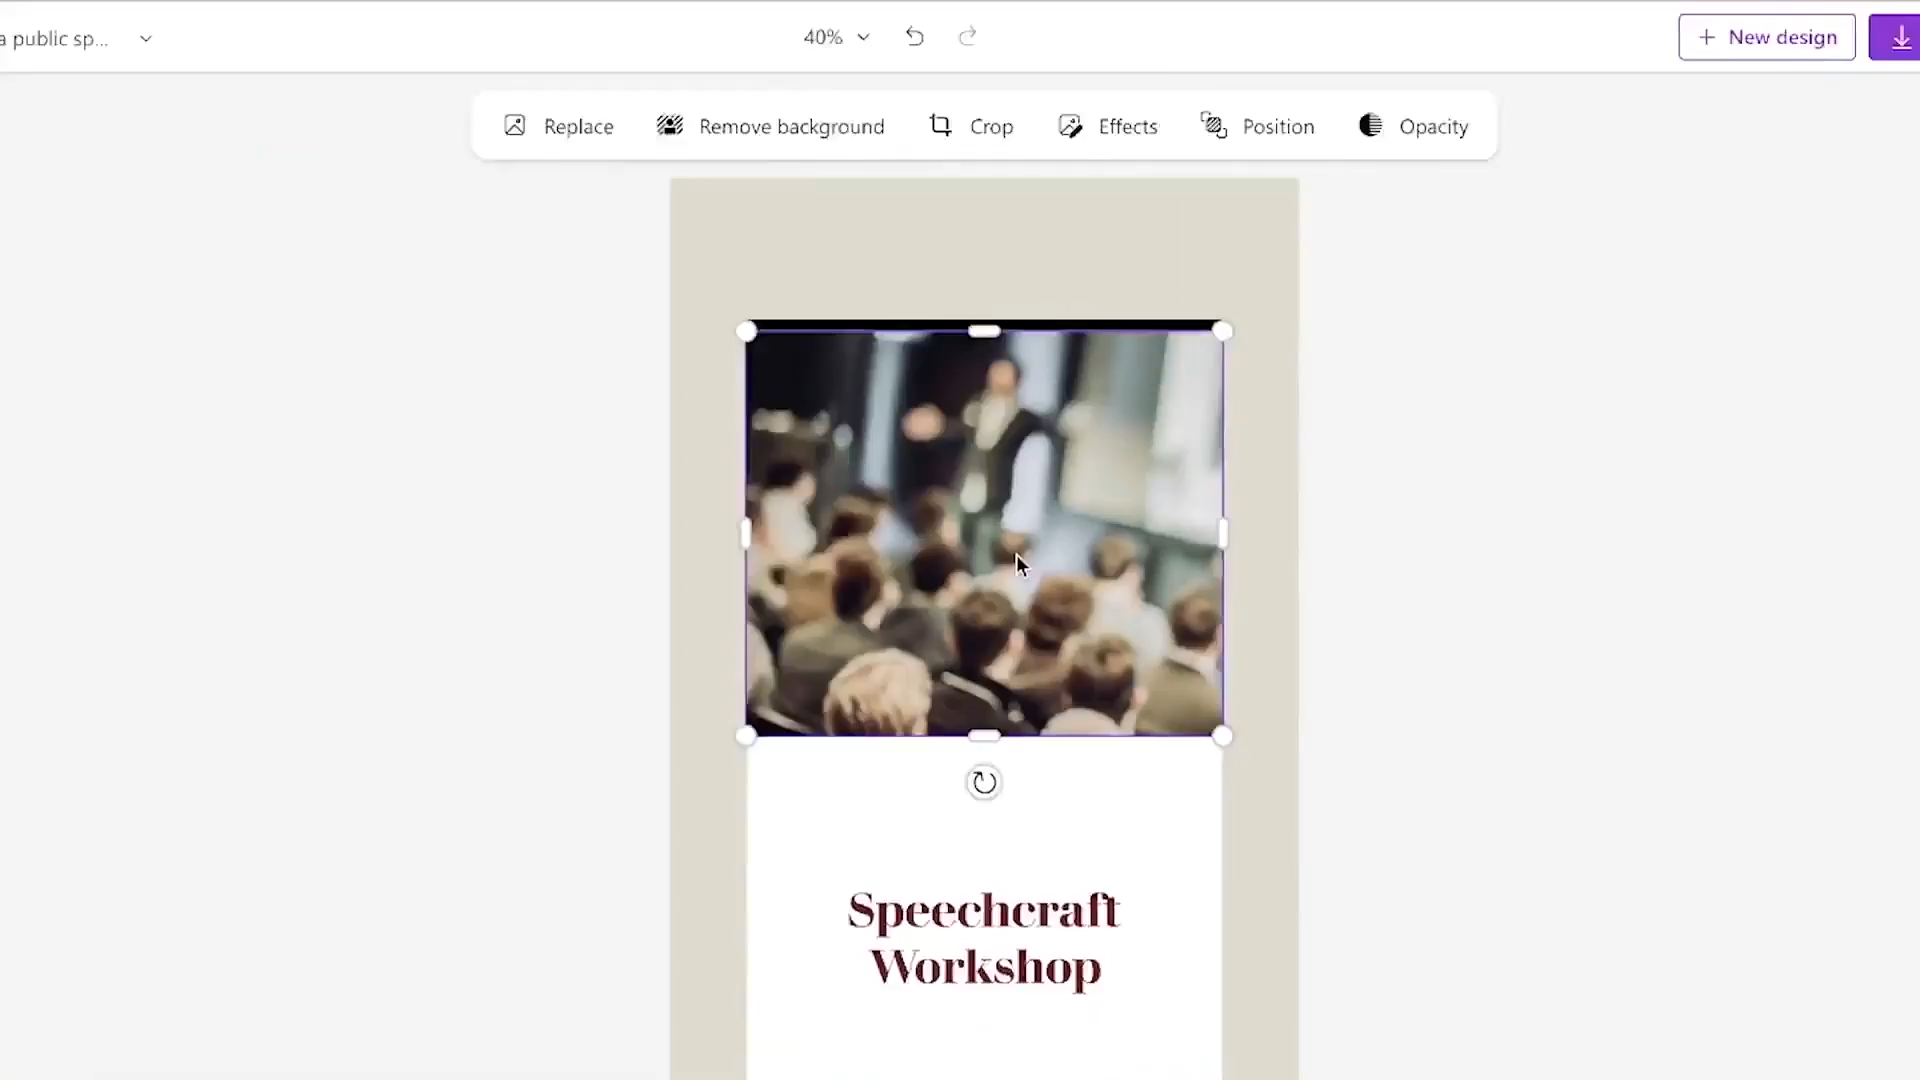 a public sp...
40%
New design
Replace
Remove background
Crop
Effects
Position
Opacity
Speechcraft
Workshop